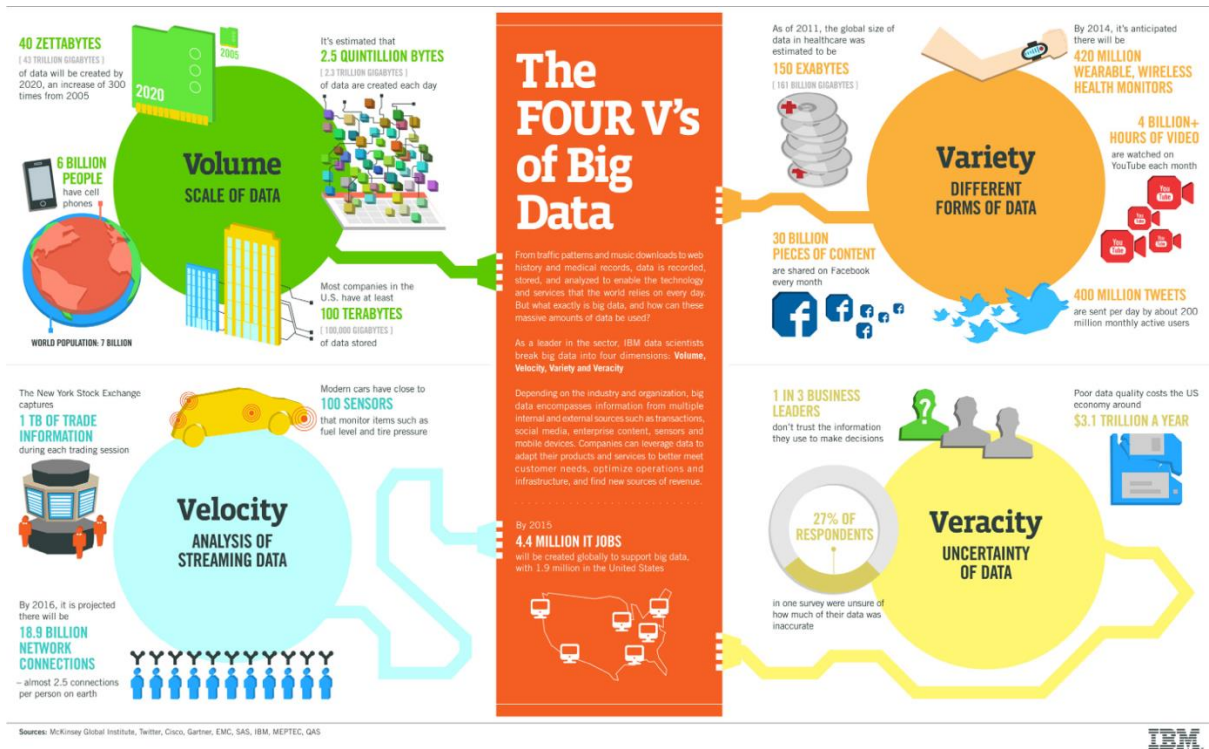 40 ZETTABYTES
[ 43 TRILLION GIGABYTES ]
of data will be created by
2020, an increase of 300
times from 2005
2005
2020
It's estimated that
2.5 QUINTILLION BYTES
[ 2.3 TRILLION GIGABYTES ]
of data are created each day
6 BILLION
PEOPLE
have cell
phones
WORLD POPULATION: 7 BILLION
Volume
SCALE OF DATA
Most companies in the
U.S. have at least
100 TERABYTES
[ 100,000 GIGABYTES ]
of data stored
The New York Stock Exchange
captures
1 TB OF TRADE
INFORMATION
during each trading session
Modern cars have close to
100 SENSORS
that monitor items such as
fuel level and tire pressure
Velocity
ANALYSIS OF
STREAMING DATA
By 2016, it is projected
there will be
18.9 BILLION
NETWORK
CONNECTIONS
– almost 2.5 connections
per person on earth
The
FOUR V's
of Big
Data
From traffic patterns and music downloads to web
history and medical records, data is recorded,
stored, and analyzed to enable the technology
and services that the world relies on every day.
But what exactly is big data, and how can these
massive amounts of data be used?
As a leader in the sector, IBM data scientists
break big data into four dimensions: Volume,
Velocity, Variety and Veracity
Depending on the industry and organization, big
data encompasses information from multiple
internal and external sources such as transactions,
social media, enterprise content, sensors and
mobile devices. Companies can leverage data to
adapt their products and services to better meet
customer needs, optimize operations and
infrastructure, and find new sources of revenue.
By 2015
4.4 MILLION IT JOBS
will be created globally to support big data,
with 1.9 million in the United States
As of 2011, the global size of
data in healthcare was
estimated to be
150 EXABYTES
[ 161 BILLION GIGABYTES ]
By 2014, it's anticipated
there will be
420 MILLION
WEARABLE, WIRELESS
HEALTH MONITORS
4 BILLION+
HOURS OF VIDEO
are watched on
YouTube each month
You
Tube
You
Tube
You
Tube
You
Tube
Variety
DIFFERENT
FORMS OF DATA
30 BILLION
PIECES OF CONTENT
are shared on Facebook
every month
f
f
f
f
f
f
400 MILLION TWEETS
are sent per day by about 200
million monthly active users
1 IN 3 BUSINESS
LEADERS
don't trust the information
they use to make decisions
?
Poor data quality costs the US
economy around
$3.1 TRILLION A YEAR
27% OF
RESPONDENTS
in one survey were unsure of
how much of their data was
inaccurate
Veracity
UNCERTAINTY
OF DATA
Sources: McKinsey Global Institute, Twitter, Cisco, Gartner, EMC, SAS, IBM, MEPTEC, QAS
IBM.